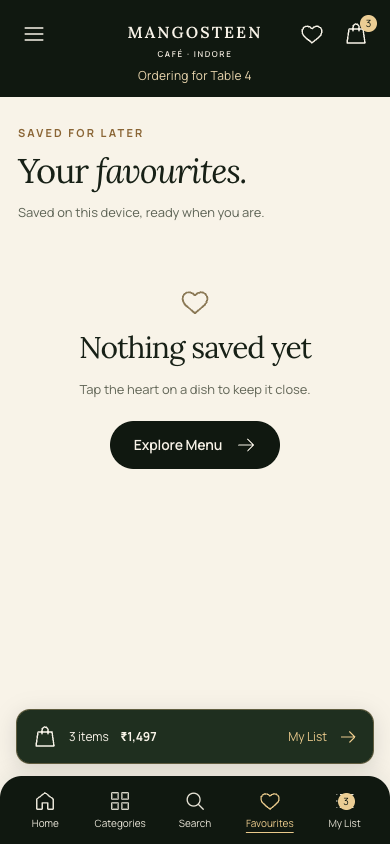 MANGOSTEEN
CAFÉ · INDORE
Ordering for Table 4
3
SAVED FOR LATER
Your favourites.
Saved on this device, ready when you are.
Nothing saved yet
Tap the heart on a dish to keep it close.
Explore Menu
3 items ₹1,497 My List
3
Home Categories Search Favourites My List